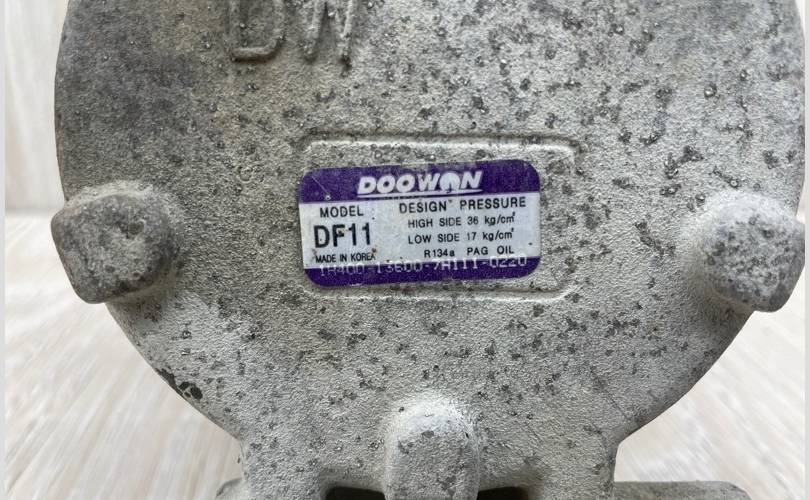 DW
DOOWON
MODEL
DF11
MADE IN KOREA
DESIGN PRESSURE
HIGH SIDE 36 kg/cm²
LOW SIDE 17 kg/cm²
R134a PAG OIL